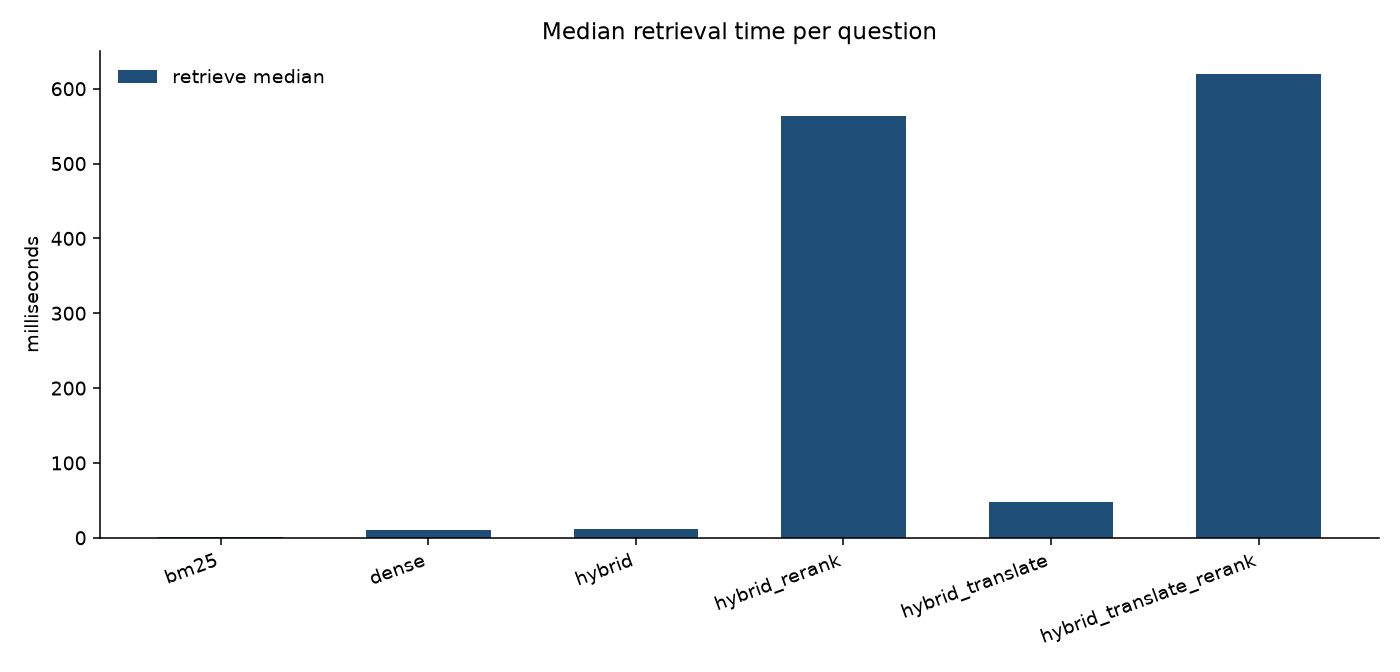 Median retrieval time per question
retrieve median
milliseconds
600
500
400
300
200
100
0
bm25
dense
hybrid
hybrid_rerank
hybrid_translate
hybrid_translate_rerank